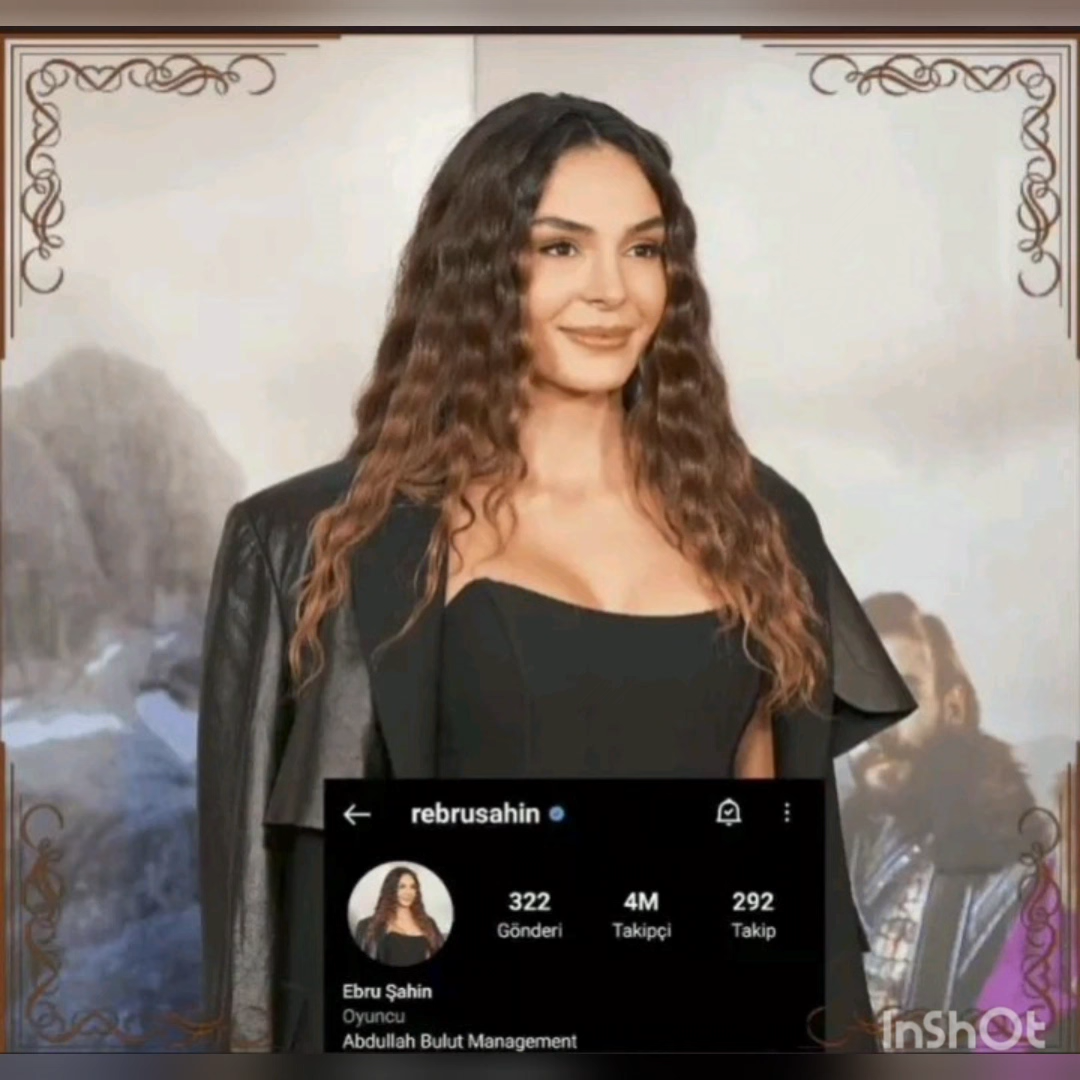 rebrusahin
322 4M 292
Gönderi Takipçi Takip
Ebru Şahin
Oyuncu
Abdullah Bulut Management
InShOt